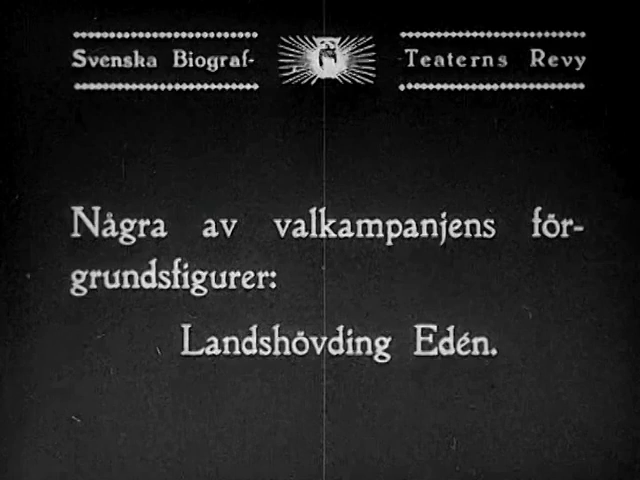 Svenska Biograf- Teaterns Revy
Några av valkampanjens för-
grundsfigurer:
Landshövding Edén.